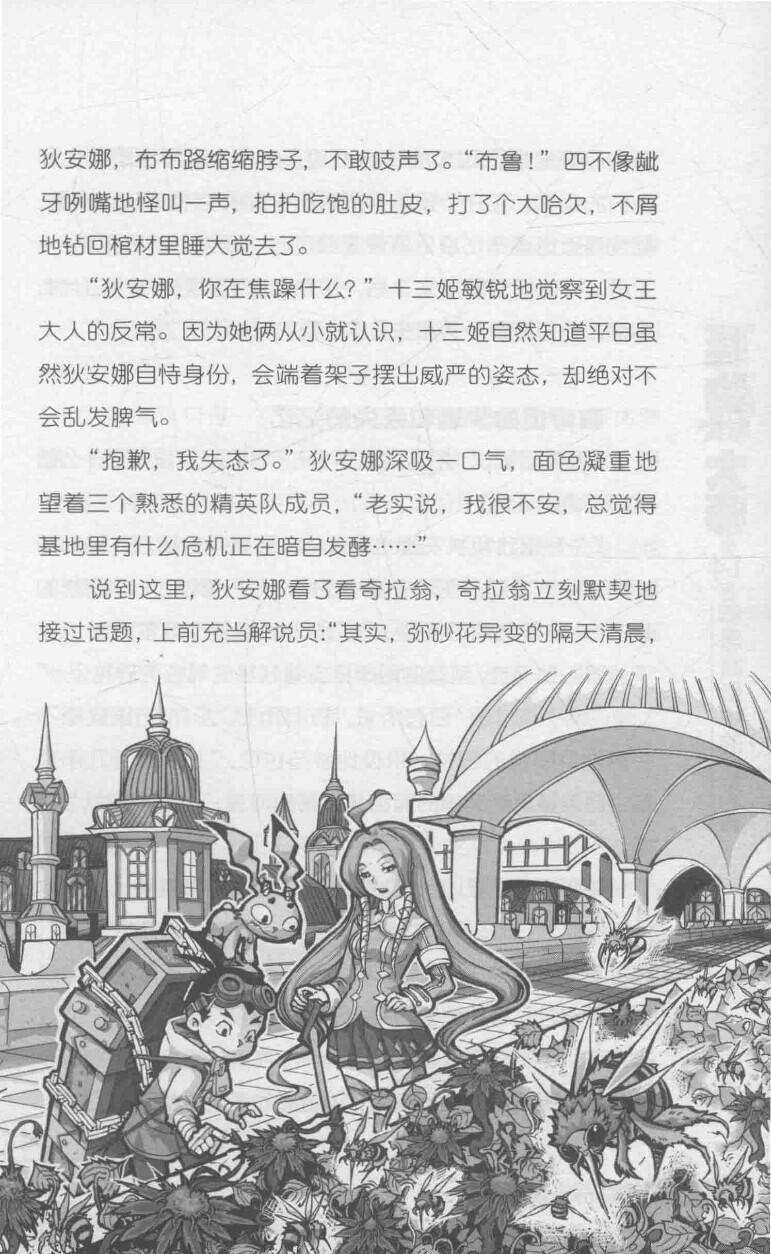 狄安娜，布布路缩缩脖子，不敢吱声了。“布鲁！”四不像龇
牙咧嘴地怪叫一声，拍拍吃饱的肚皮，打了个大哈欠，不屑
地钻回棺材里睡大觉去了。
“狄安娜，你在焦躁什么？”十三姬敏锐地觉察到女王
大人的反常。因为她俩从小就认识，十三姬自然知道平日虽
然狄安娜自恃身份，会端着架子摆出威严的姿态，却绝对不
会乱发脾气。
“抱歉，我失态了。”狄安娜深吸一口气，面色凝重地
望着三个熟悉的精英队成员，“老实说，我很不安，总觉得
基地里有什么危机正在暗自发酵……”
说到这里，狄安娜看了看奇拉翁，奇拉翁立刻默契地
接过话题，上前充当解说员：“其实，弥砂花异变的隔天清晨，